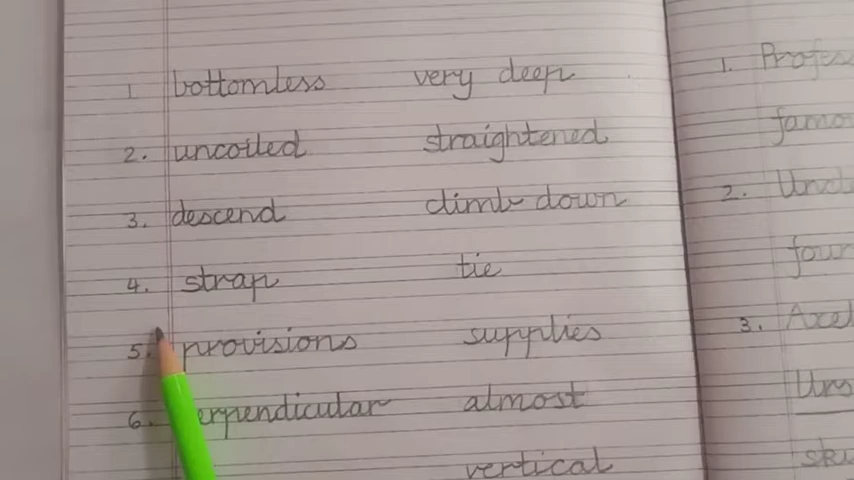 1 bottomless very deep
2. uncoiled straightened
3. descend climb down
4. strap tie
5. provisions supplies
6. erpendicular almost
vertical
1.
2.
3.